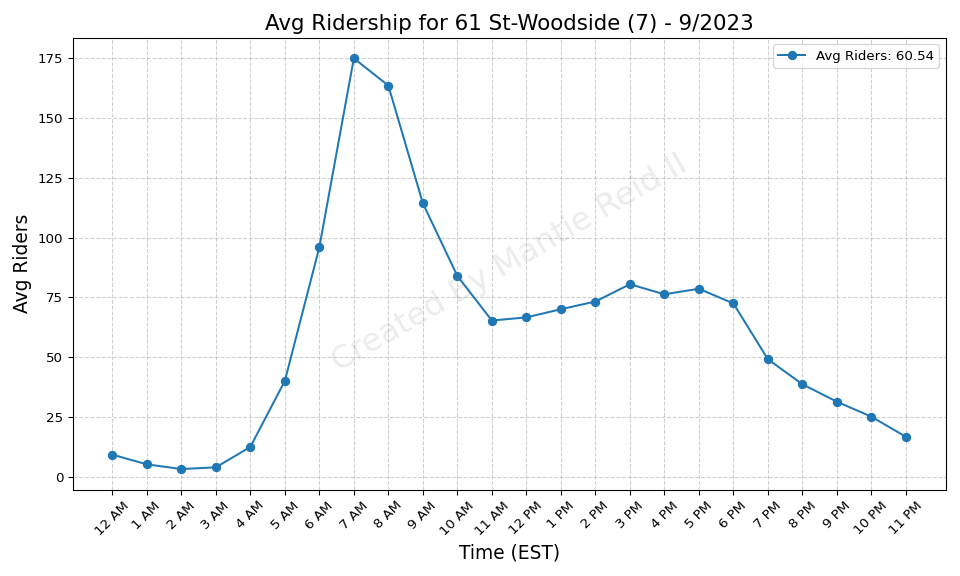 Avg Ridership for 61 St-Woodside (7) - 9/2023
Avg Riders: 60.54
175
150
125
100
75
50
25
0
Avg Riders
Created By Mantie Reid II
12 AM
1 AM
2 AM
3 AM
4 AM
5 AM
6 AM
7 AM
8 AM
9 AM
10 AM
11 AM
12 PM
1 PM
2 PM
3 PM
4 PM
5 PM
6 PM
7 PM
8 PM
9 PM
10 PM
11 PM
Time (EST)